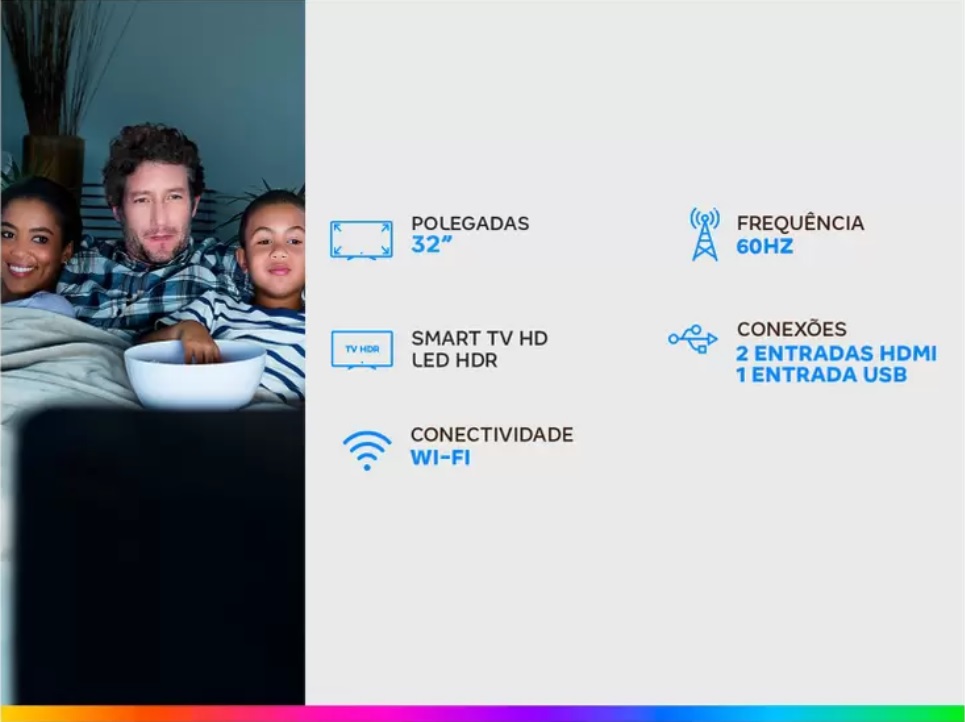 POLEGADAS
32"
TV HDR
SMART TV HD
LED HDR
CONECTIVIDADE
WI-FI
FREQUÊNCIA
60HZ
CONEXÕES
2 ENTRADAS HDMI
1 ENTRADA USB